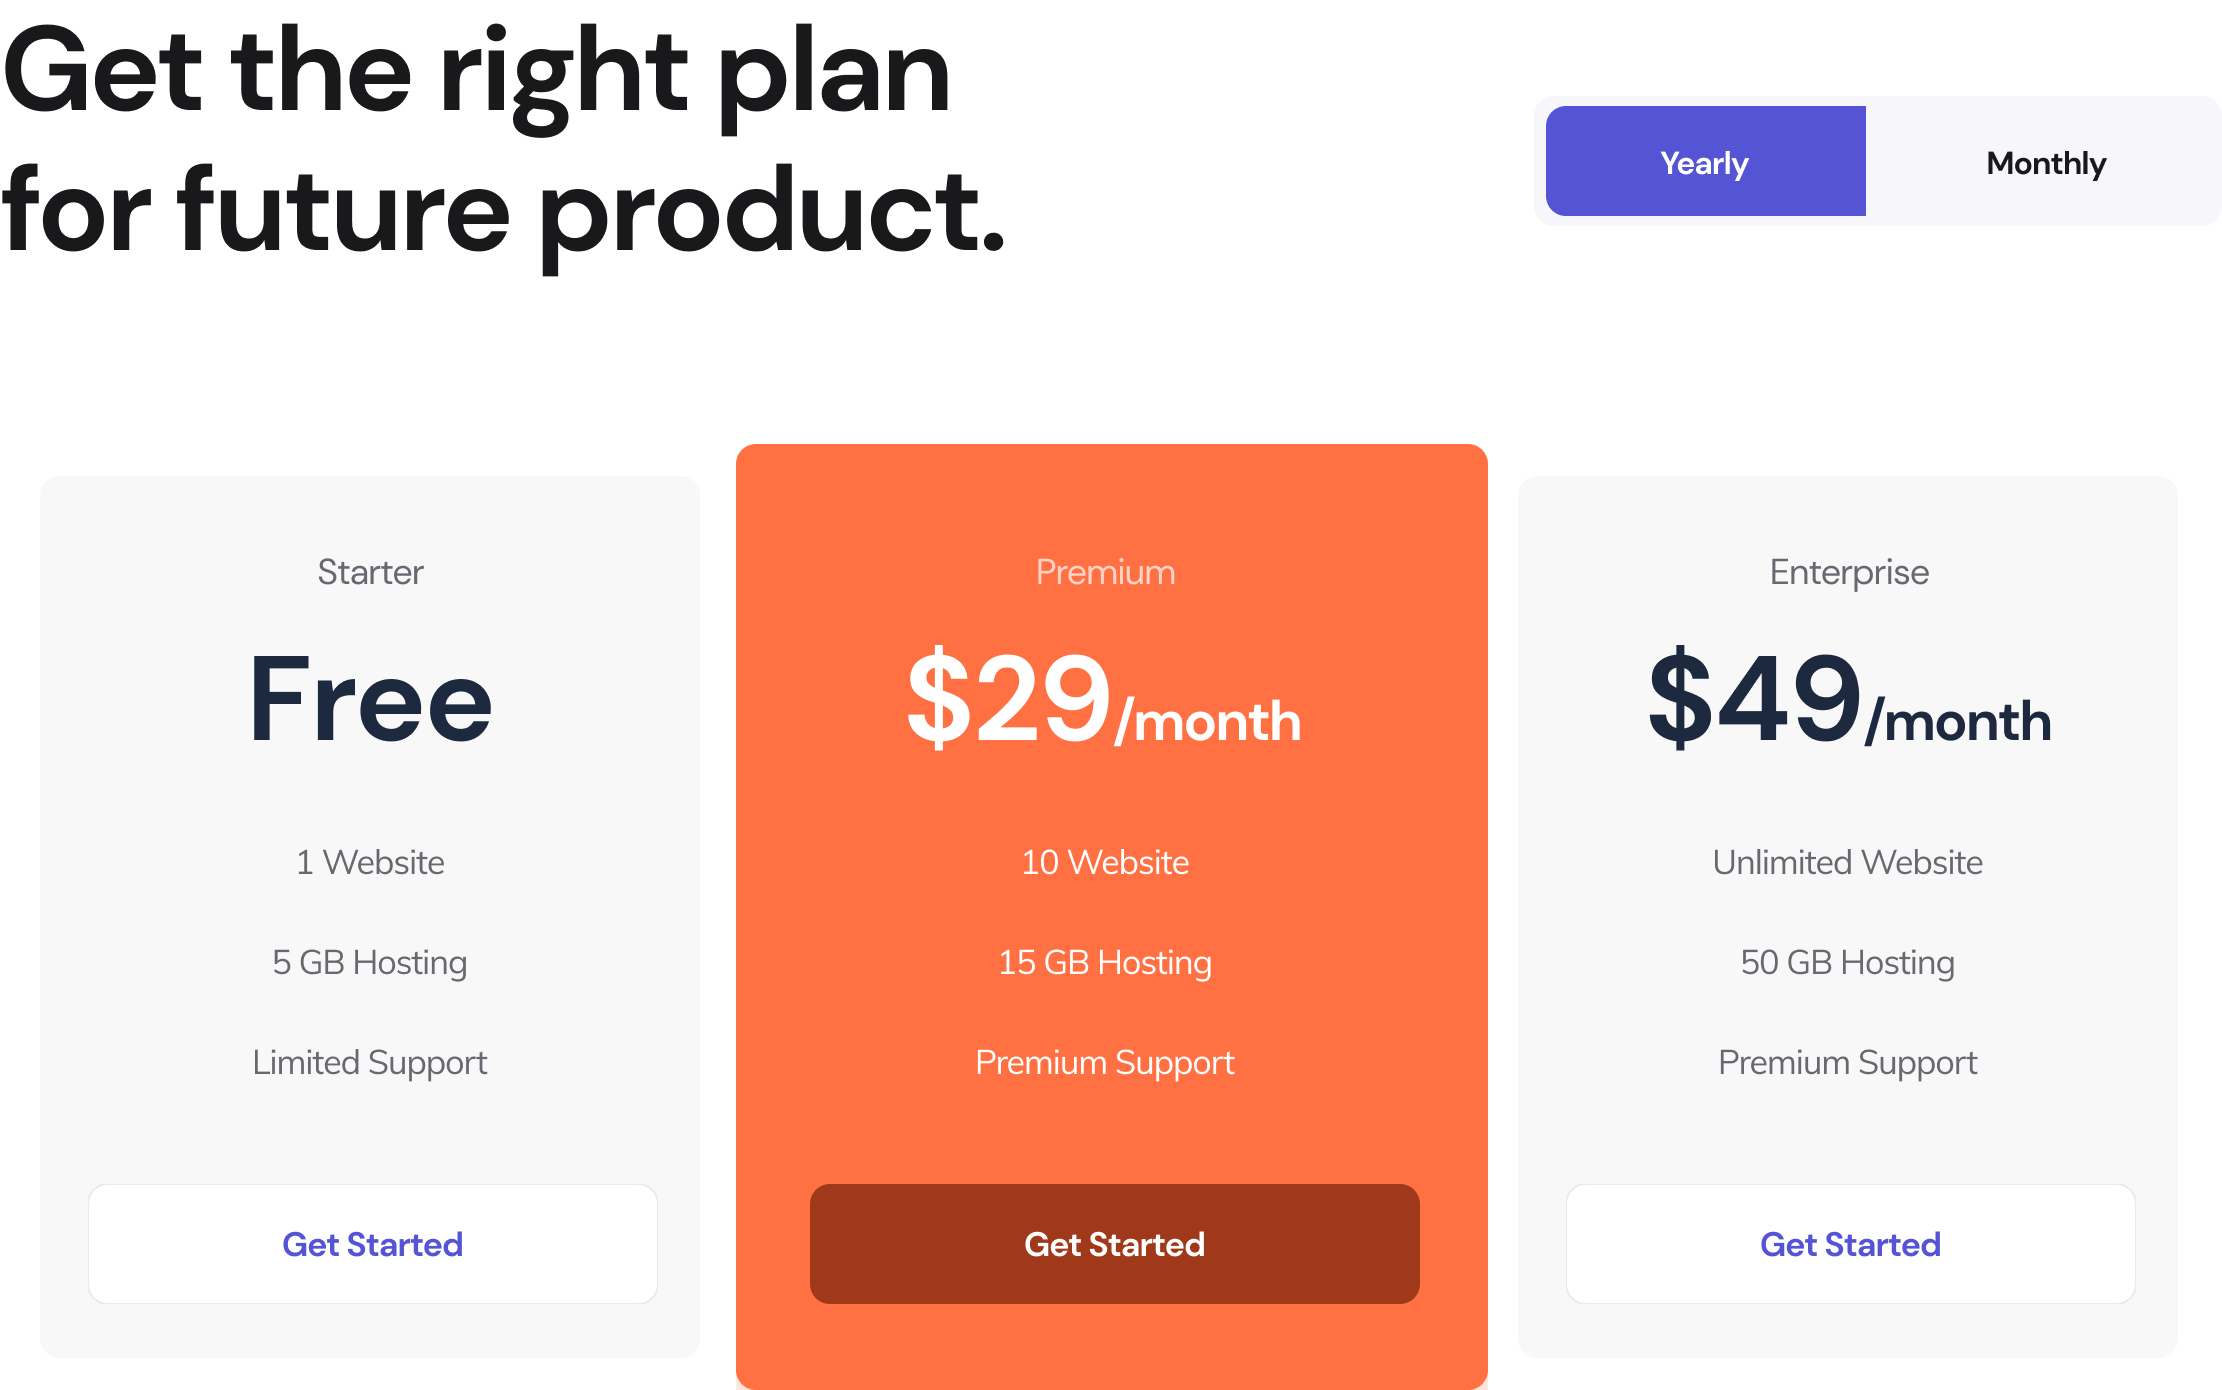 Get the right plan
for future product.
Yearly
Monthly
Starter
Free
1 Website
5 GB Hosting
Limited Support
Get Started
Premium
$29/month
10 Website
15 GB Hosting
Premium Support
Get Started
Enterprise
$49/month
Unlimited Website
50 GB Hosting
Premium Support
Get Started